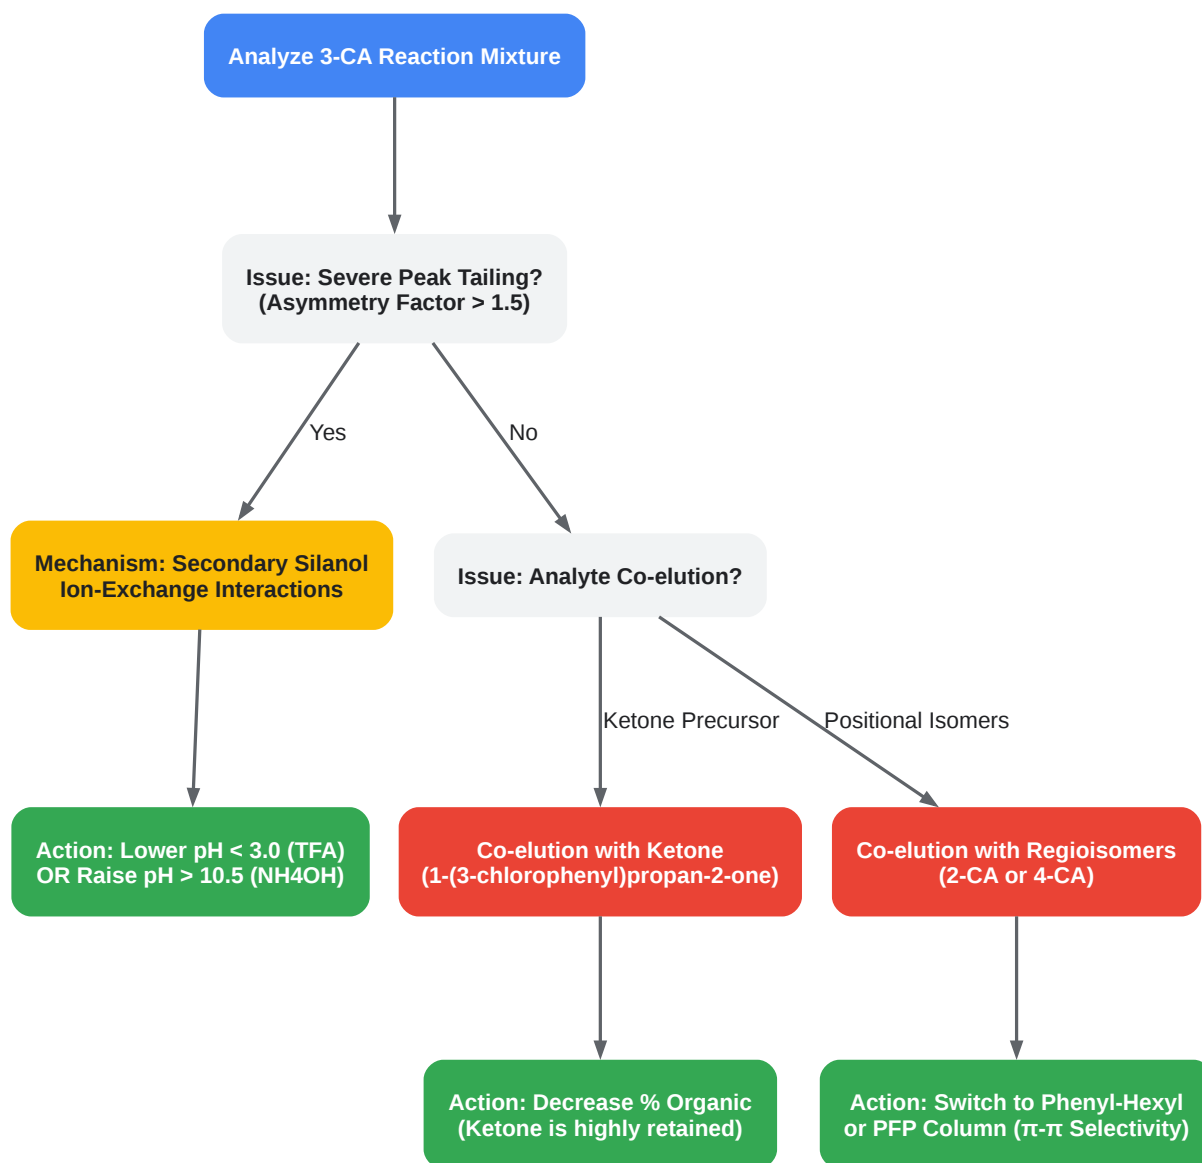 Analyze 3-CA Reaction Mixture
Issue: Severe Peak Tailing?
(Asymmetry Factor > 1.5)
Yes
No
Mechanism: Secondary Silanol
Ion-Exchange Interactions
Issue: Analyte Co-elution?
Ketone Precursor
Positional Isomers
Action: Lower pH < 3.0 (TFA)
OR Raise pH > 10.5 (NH4OH)
Co-elution with Ketone
(1-(3-chlorophenyl)propan-2-one)
Co-elution with Regioisomers
(2-CA or 4-CA)
Action: Decrease % Organic
(Ketone is highly retained)
Action: Switch to Phenyl-Hexyl
or PFP Column (π-π Selectivity)